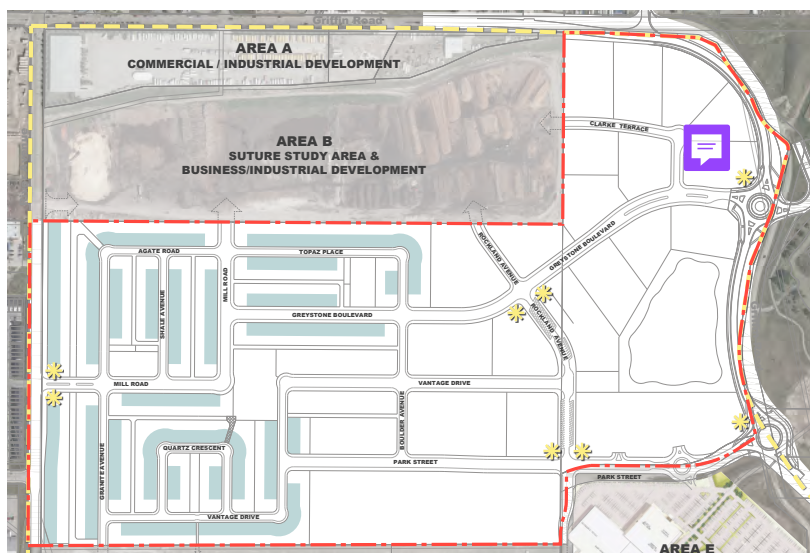 Griffin Road
AREA A
COMMERCIAL / INDUSTRIAL DEVELOPMENT
AREA B
SUTURE STUDY AREA &
BUSINESS/INDUSTRIAL DEVELOPMENT
CLARKE TERRACE
ROCKLAND AVENUE
GREYSTONE BOULEVARD
AGATE ROAD
TOPAZ PLACE
MILL ROAD
SHALE AVENUE
GREYSTONE BOULEVARD
ROCKLAND AVENUE
MILL ROAD
VANTAGE DRIVE
BOULDER AVENUE
QUARTZ CRESCENT
GRANITE AVENUE
PARK STREET
PARK STREET
VANTAGE DRIVE
AREA E